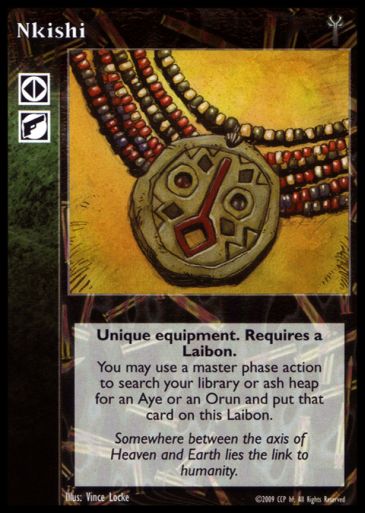 Nkishi
Unique equipment. Requires a
Laibon.
You may use a master phase action
to search your library or ash heap
for an Aye or an Orun and put that
card on this Laibon.
Somewhere between the axis of
Heaven and Earth lies the link to
humanity.
Illus: Vince Locke
©2009 CCP hf. All Rights Reserved